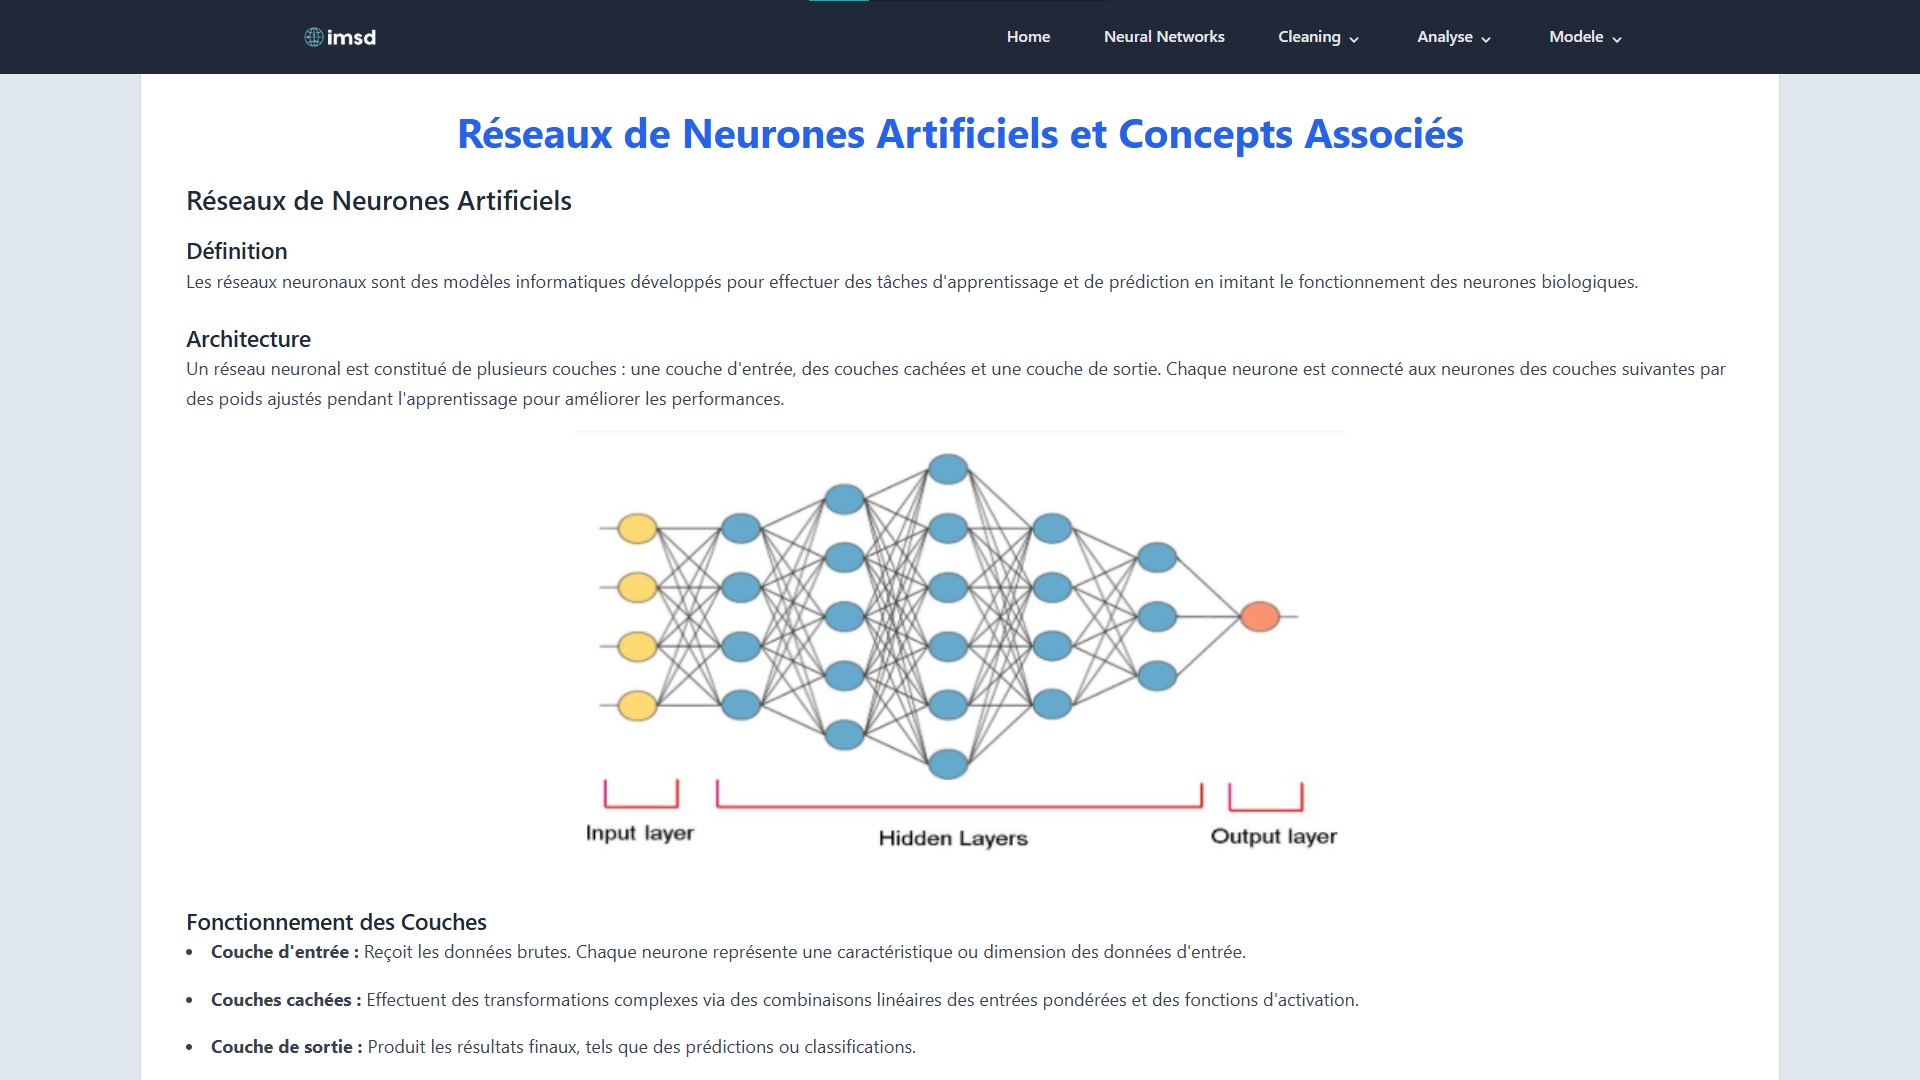 imsd
Home
Neural Networks
Cleaning
Analyse
Modele
Réseaux de Neurones Artificiels et Concepts Associés
Réseaux de Neurones Artificiels
Définition
Les réseaux neuronaux sont des modèles informatiques développés pour effectuer des tâches d'apprentissage et de prédiction en imitant le fonctionnement des neurones biologiques.
Architecture
Un réseau neuronal est constitué de plusieurs couches : une couche d'entrée, des couches cachées et une couche de sortie. Chaque neurone est connecté aux neurones des couches suivantes par
des poids ajustés pendant l'apprentissage pour améliorer les performances.
Input layer
Hidden Layers
Output layer
Fonctionnement des Couches
• Couche d'entrée : Reçoit les données brutes. Chaque neurone représente une caractéristique ou dimension des données d'entrée.
• Couches cachées : Effectuent des transformations complexes via des combinaisons linéaires des entrées pondérées et des fonctions d'activation.
• Couche de sortie : Produit les résultats finaux, tels que des prédictions ou classifications.